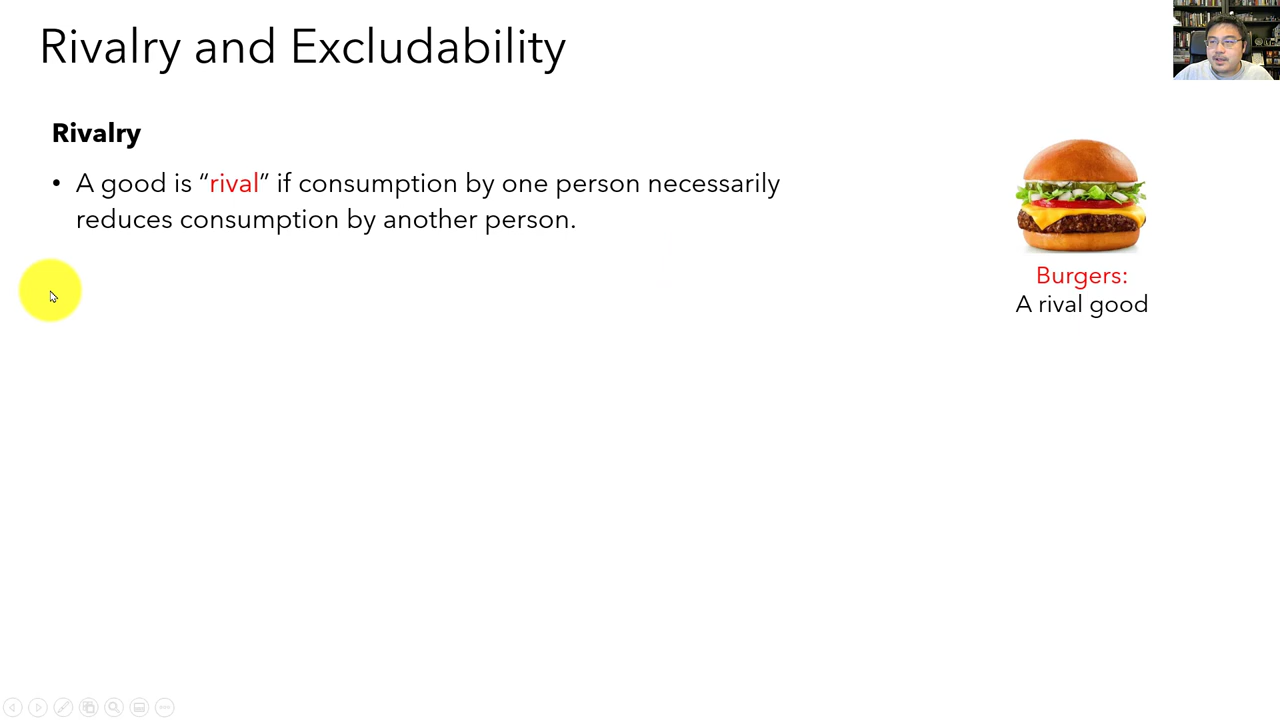 Rivalry and Excludability
Rivalry
• A good is “rival” if consumption by one person necessarily
reduces consumption by another person.
Burgers:
A rival good